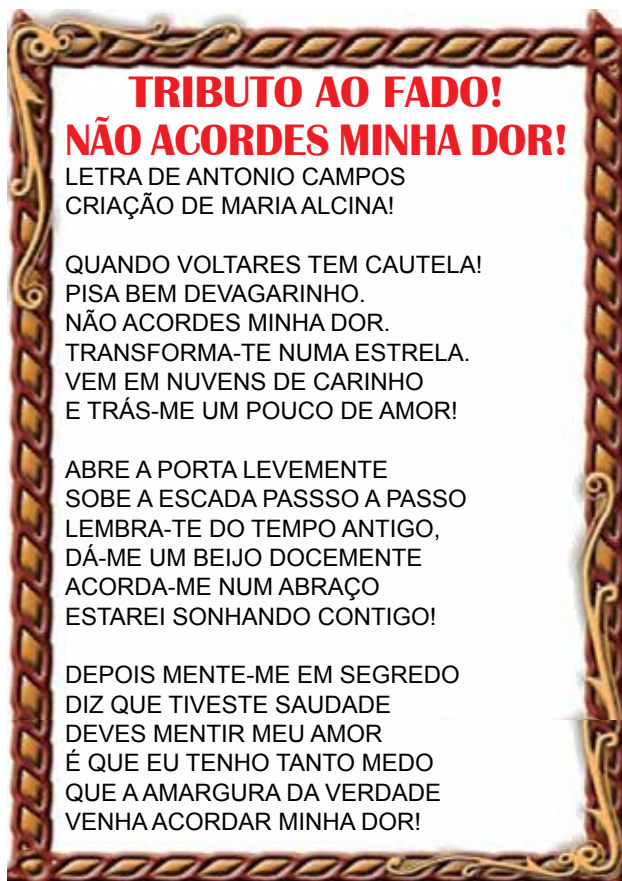 TRIBUTO AO FADO!
NÃO ACORDES MINHA DOR!
LETRA DE ANTONIO CAMPOS
CRIAÇÃO DE MARIA ALCINA!
QUANDO VOLTARES TEM CAUTELA!
PISA BEM DEVAGARINHO.
NÃO ACORDES MINHA DOR.
TRANSFORMA-TE NUMA ESTRELA.
VEM EM NUVENS DE CARINHO
E TRÁS-ME UM POUCO DE AMOR!
ABRE A PORTA LEVEMENTE
SOBE A ESCADA PASSSO A PASSO
LEMBRA-TE DO TEMPO ANTIGO,
DÁ-ME UM BEIJO DOCEMENTE
ACORDA-ME NUM ABRAÇO
ESTAREI SONHANDO CONTIGO!
DEPOIS MENTE-ME EM SEGREDO
DIZ QUE TIVESTE SAUDADE
DEVES MENTIR MEU AMOR
É QUE EU TENHO TANTO MEDO
QUE A AMARGURA DA VERDADE
VENHA ACORDAR MINHA DOR!